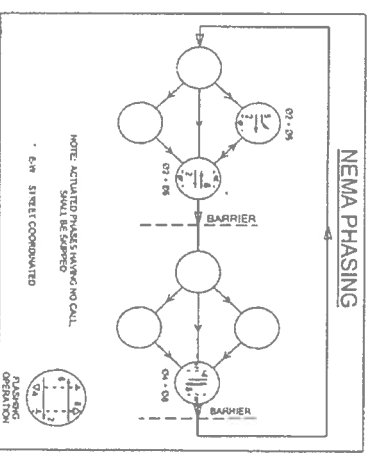 NEMA PHASING
Ø2 + Ø5
Ø2 + Ø6
BARRIER
Ø4 + Ø8
BARRIER
NOTE: ACTUATED PHASES HAVING NO CALL
SHALL BE SKIPPED
* E-W STREET COORDINATED
FLASHING
OPERATION